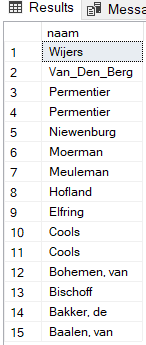 Results Messa
naam
1 Wijers
2 Van_Den_Berg
3 Permentier
4 Permentier
5 Niewenburg
6 Moerman
7 Meuleman
8 Hofland
9 Elfring
10 Cools
11 Cools
12 Bohemen, van
13 Bischoff
14 Bakker, de
15 Baalen, van